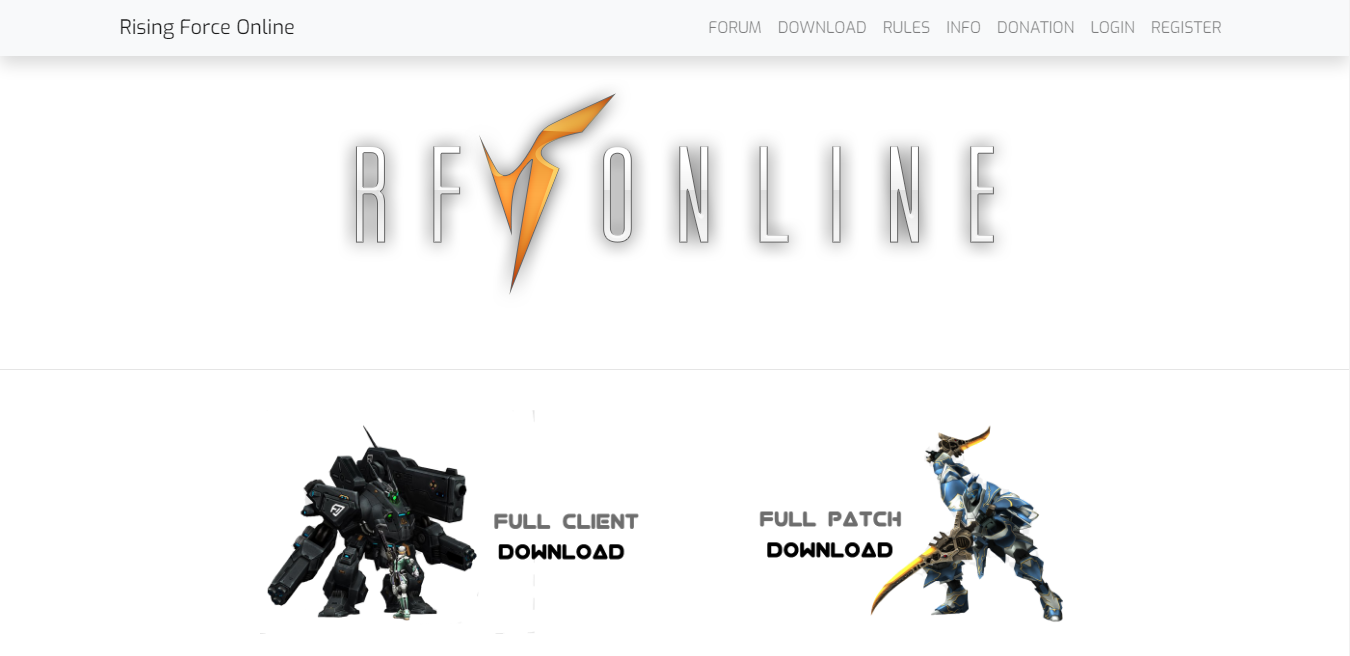 Rising Force Online
FORUM DOWNLOAD RULES INFO DONATION LOGIN REGISTER
RF ONLINE
FULL CLIENT
DOWNLOAD
FULL PATCH
DOWNLOAD